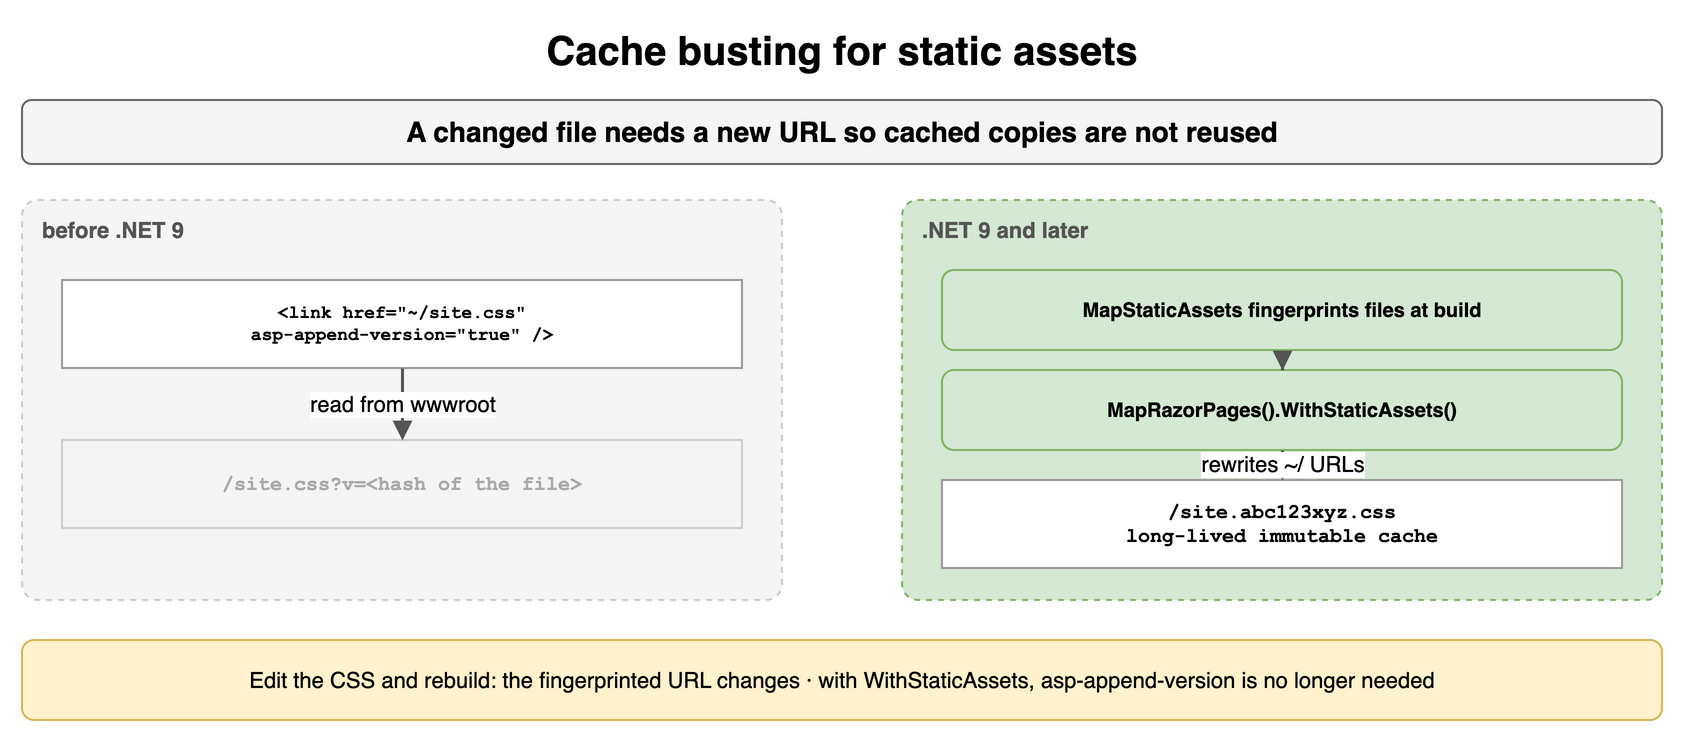 Cache busting for static assets
A changed file needs a new URL so cached copies are not reused
before .NET 9
<link href="~/site.css"
asp-append-version="true" />
read from wwwroot
/site.css?v=<hash of the file>
.NET 9 and later
MapStaticAssets fingerprints files at build
MapRazorPages().WithStaticAssets()
rewrites ~/ URLs
/site.abc123xyz.css
long-lived immutable cache
Edit the CSS and rebuild: the fingerprinted URL changes · with WithStaticAssets, asp-append-version is no longer needed